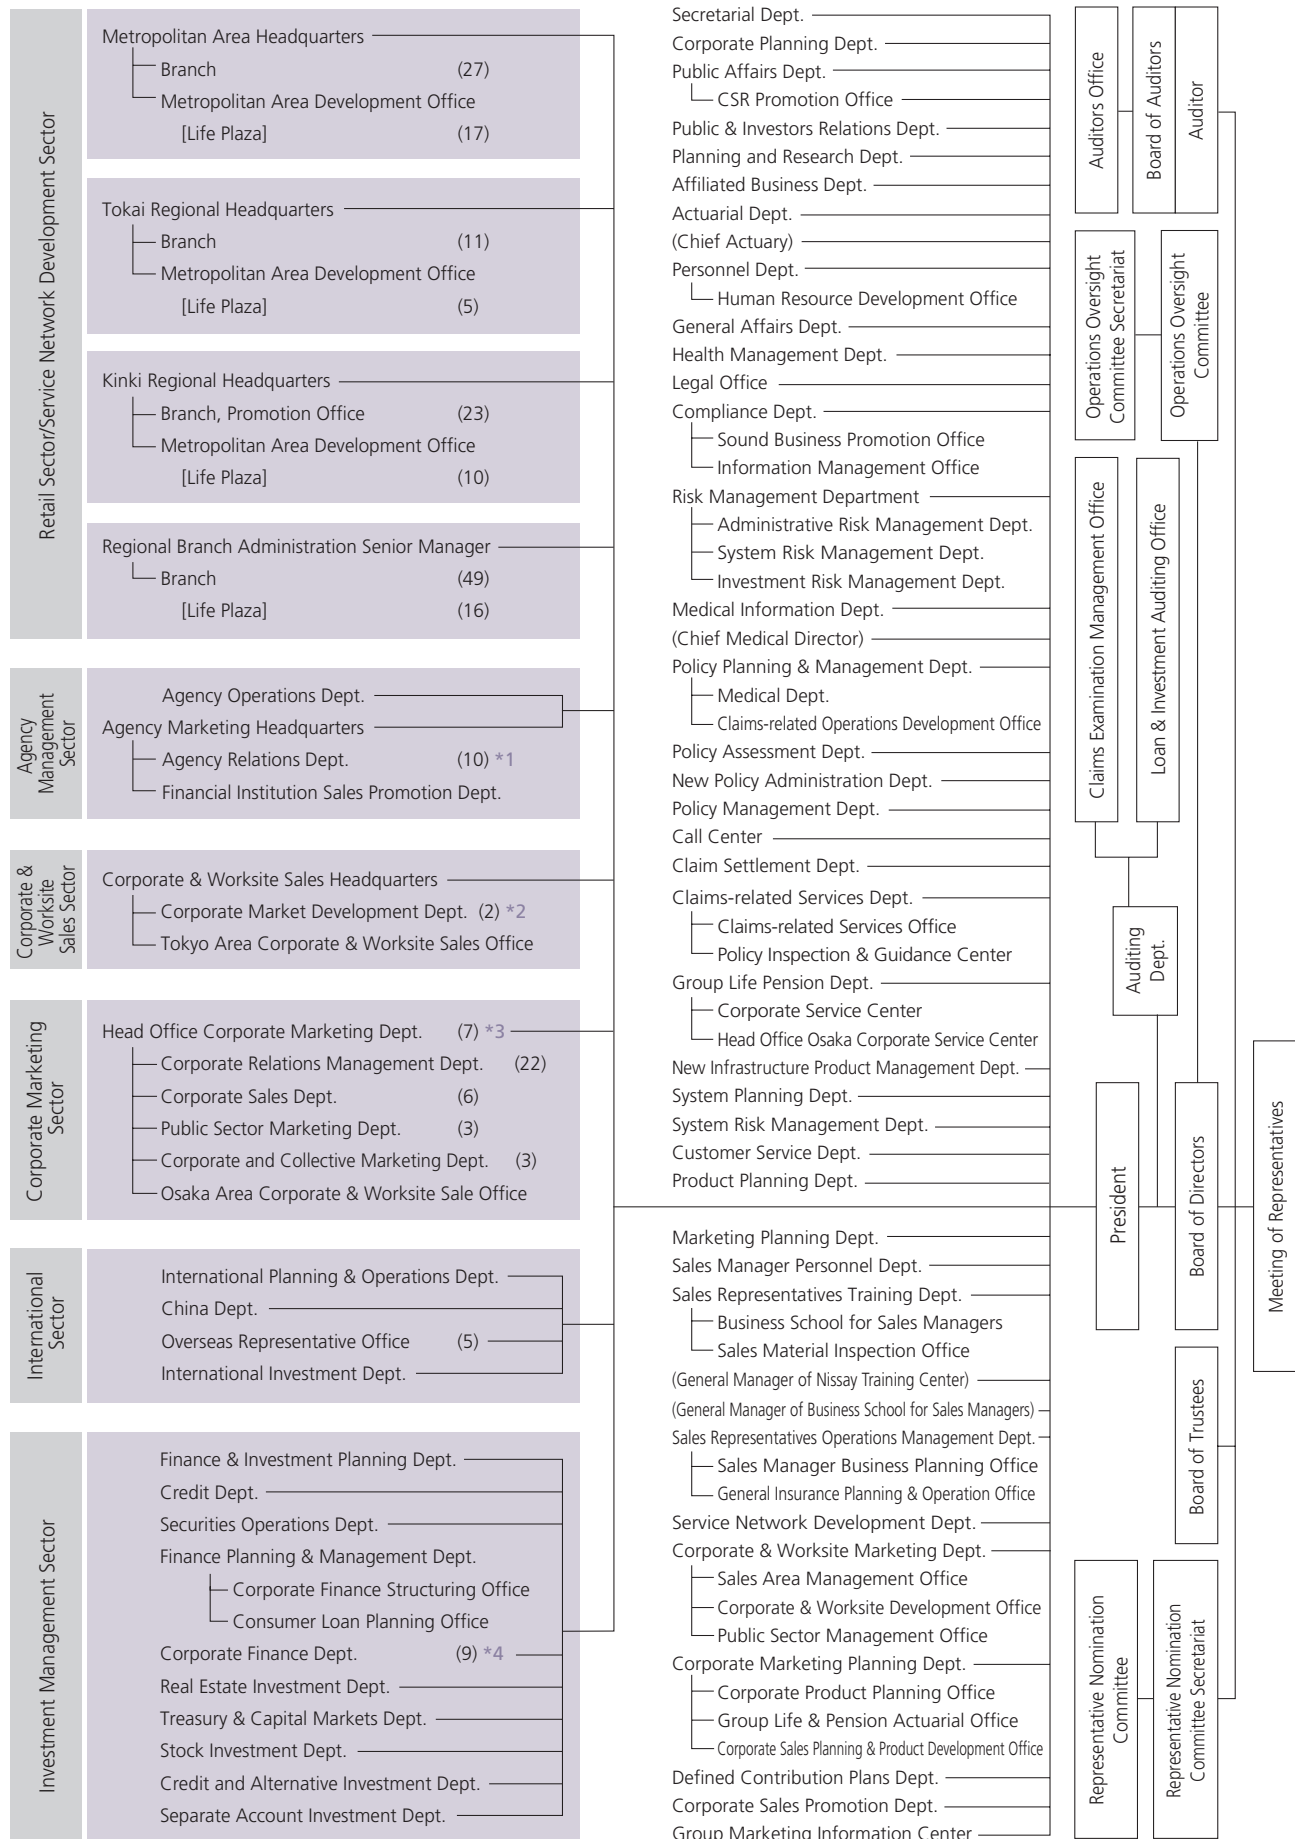 Retail Sector/Service Network Development Sector
Metropolitan Area Headquarters
Branch (27)
Metropolitan Area Development Office
[Life Plaza] (17)
Tokai Regional Headquarters
Branch (11)
Metropolitan Area Development Office
[Life Plaza] (5)
Kinki Regional Headquarters
Branch, Promotion Office (23)
Metropolitan Area Development Office
[Life Plaza] (10)
Regional Branch Administration Senior Manager
Branch (49)
[Life Plaza] (16)
Agency
Management
Sector
Agency Operations Dept.
Agency Marketing Headquarters
Agency Relations Dept. (10) *1
Financial Institution Sales Promotion Dept.
Corporate &
Worksite
Sales Sector
Corporate & Worksite Sales Headquarters
Corporate Market Development Dept. (2) *2
Tokyo Area Corporate & Worksite Sales Office
Corporate Marketing
Sector
Head Office Corporate Marketing Dept. (7) *3
Corporate Relations Management Dept. (22)
Corporate Sales Dept. (6)
Public Sector Marketing Dept. (3)
Corporate and Collective Marketing Dept. (3)
Osaka Area Corporate & Worksite Sale Office
International
Sector
International Planning & Operations Dept.
China Dept.
Overseas Representative Office (5)
International Investment Dept.
Investment Management Sector
Finance & Investment Planning Dept.
Credit Dept.
Securities Operations Dept.
Finance Planning & Management Dept.
Corporate Finance Structuring Office
Consumer Loan Planning Office
Corporate Finance Dept. (9) *4
Real Estate Investment Dept.
Treasury & Capital Markets Dept.
Stock Investment Dept.
Credit and Alternative Investment Dept.
Separate Account Investment Dept.
Secretarial Dept.
Corporate Planning Dept.
Public Affairs Dept.
CSR Promotion Office
Public & Investors Relations Dept.
Planning and Research Dept.
Affiliated Business Dept.
Actuarial Dept.
(Chief Actuary)
Personnel Dept.
Human Resource Development Office
General Affairs Dept.
Health Management Dept.
Legal Office
Compliance Dept.
Sound Business Promotion Office
Information Management Office
Risk Management Department
Administrative Risk Management Dept.
System Risk Management Dept.
Investment Risk Management Dept.
Medical Information Dept.
(Chief Medical Director)
Policy Planning & Management Dept.
Medical Dept.
Claims-related Operations Development Office
Policy Assessment Dept.
New Policy Administration Dept.
Policy Management Dept.
Call Center
Claim Settlement Dept.
Claims-related Services Dept.
Claims-related Services Office
Policy Inspection & Guidance Center
Group Life Pension Dept.
Corporate Service Center
Head Office Osaka Corporate Service Center
New Infrastructure Product Management Dept.
System Planning Dept.
System Risk Management Dept.
Customer Service Dept.
Product Planning Dept.
Marketing Planning Dept.
Sales Manager Personnel Dept.
Sales Representatives Training Dept.
Business School for Sales Managers
Sales Material Inspection Office
(General Manager of Nissay Training Center)
(General Manager of Business School for Sales Managers)
Sales Representatives Operations Management Dept.
Sales Manager Business Planning Office
General Insurance Planning & Operation Office
Service Network Development Dept.
Corporate & Worksite Marketing Dept.
Sales Area Management Office
Corporate & Worksite Development Office
Public Sector Management Office
Corporate Marketing Planning Dept.
Corporate Product Planning Office
Group Life & Pension Actuarial Office
Corporate Sales Planning & Product Development Office
Defined Contribution Plans Dept.
Corporate Sales Promotion Dept.
Group Marketing Information Center
Auditors Office
Board of Auditors
Auditor
Operations Oversight
Committee Secretariat
Operations Oversight
Committee
Claims Examination Management Office
Loan & Investment Auditing Office
Auditing
Dept.
President
Board of Directors
Meeting of Representatives
Board of Trustees
Representative Nomination
Committee
Representative Nomination
Committee Secretariat